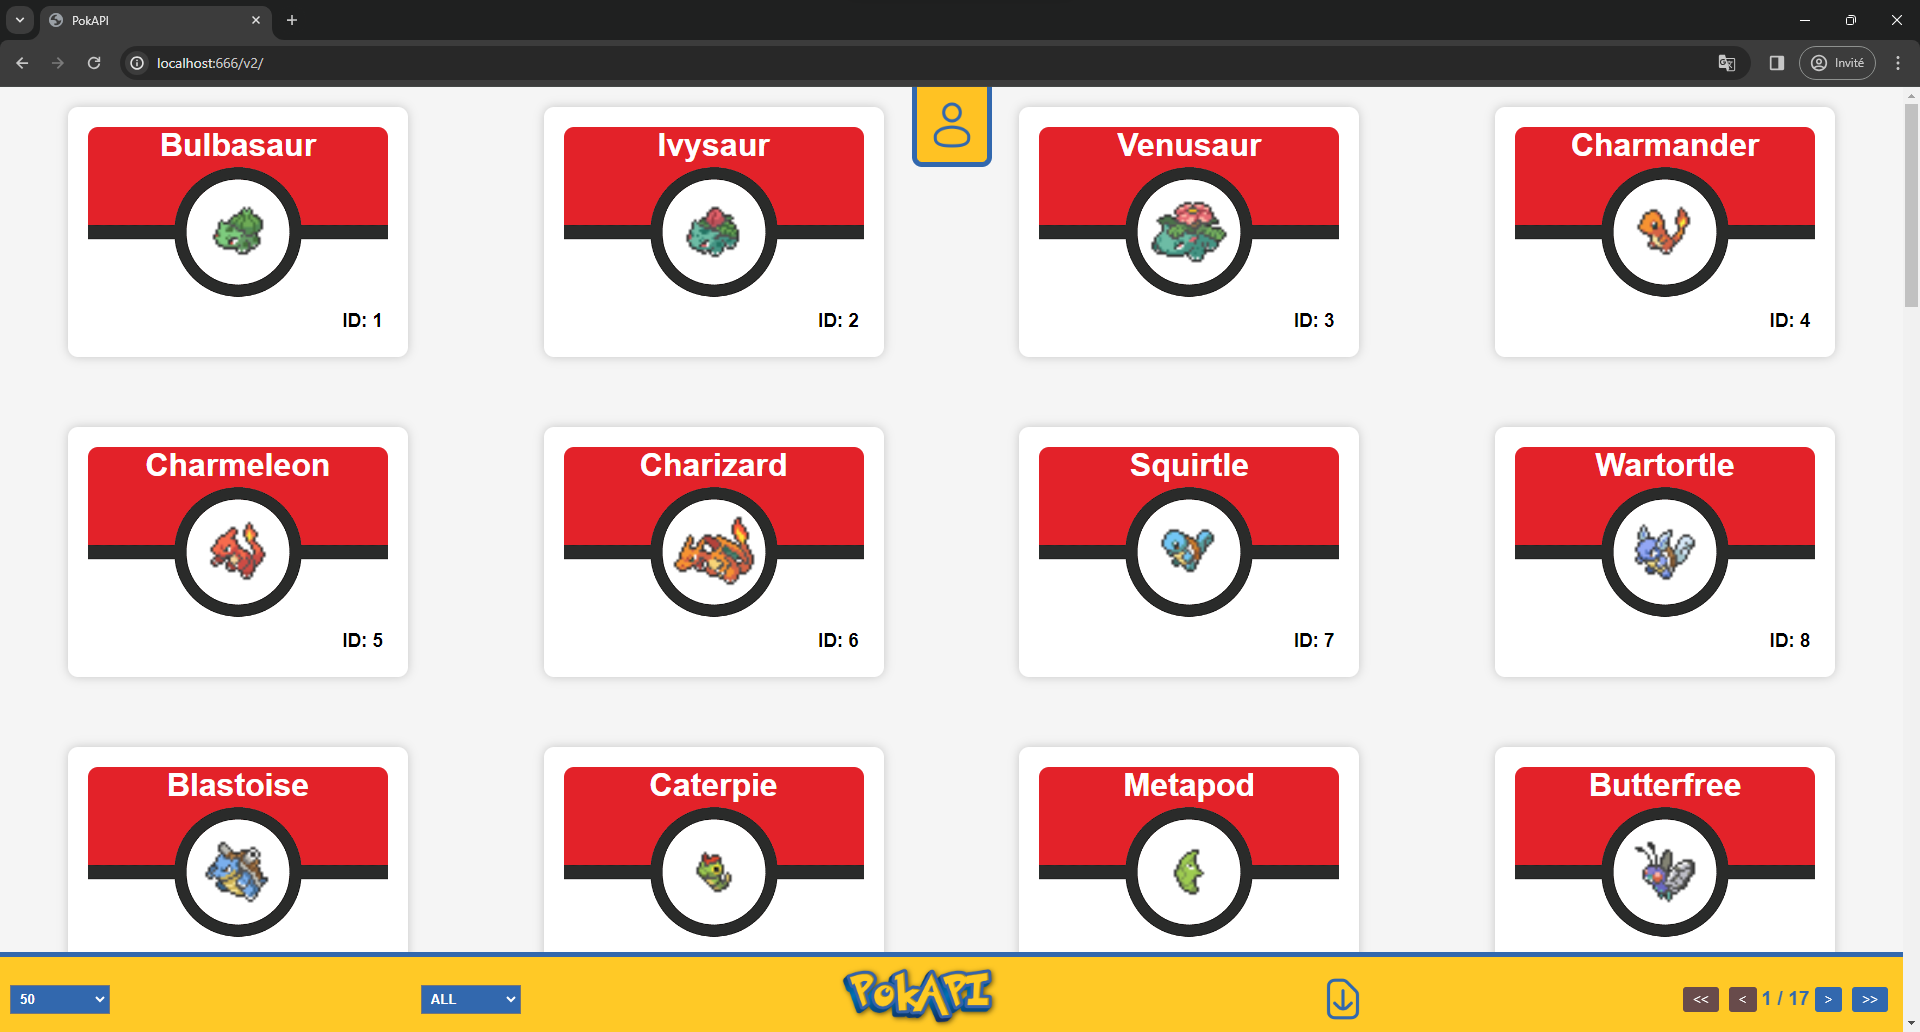 PokAPI
localhost:666/v2/
Invité
Bulbasaur
Ivysaur
Venusaur
Charmander
ID: 1
ID: 2
ID: 3
ID: 4
Charmeleon
Charizard
Squirtle
Wartortle
ID: 5
ID: 6
ID: 7
ID: 8
Blastoise
Caterpie
Metapod
Butterfree
50
ALL
PokAPI
<< < 1 / 17 > >>